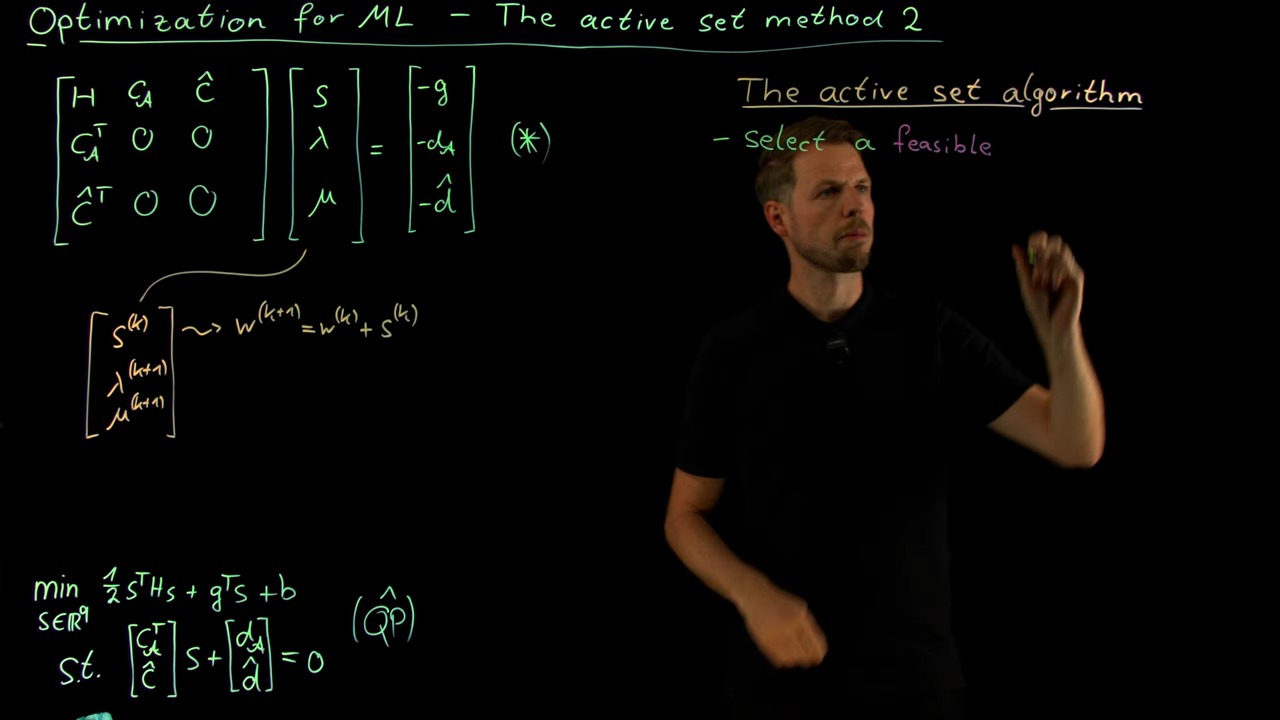 Optimization for ML – The active set method 2
[H C_A Ĉ; C_A^T 0 0; Ĉ^T 0 0] [s; λ; μ] = [-g; -d_A; -d̂] (*)
[s^(k); λ^(k+1); μ^(k+1)] ⇝ w^(k+1) = w^(k) + s^(k)
min_{s∈ℝ^q} ½ s^T H s + g^T s + b
s.t. [C_A^T; Ĉ] s + [d_A; d̂] = 0 (Q̂P)
The active set algorithm
- select a feasible